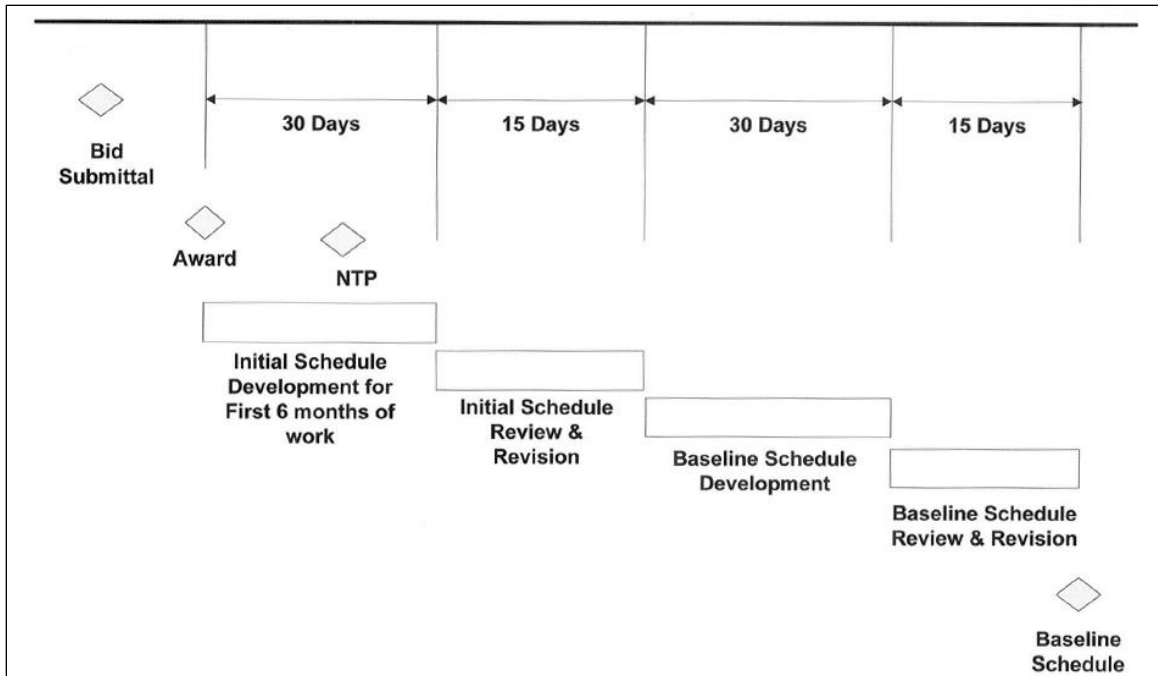 30 Days
15 Days
30 Days
15 Days
Bid
Submittal
Award
NTP
Initial Schedule
Development for
First 6 months of
work
Initial Schedule
Review &
Revision
Baseline Schedule
Development
Baseline Schedule
Review & Revision
Baseline
Schedule